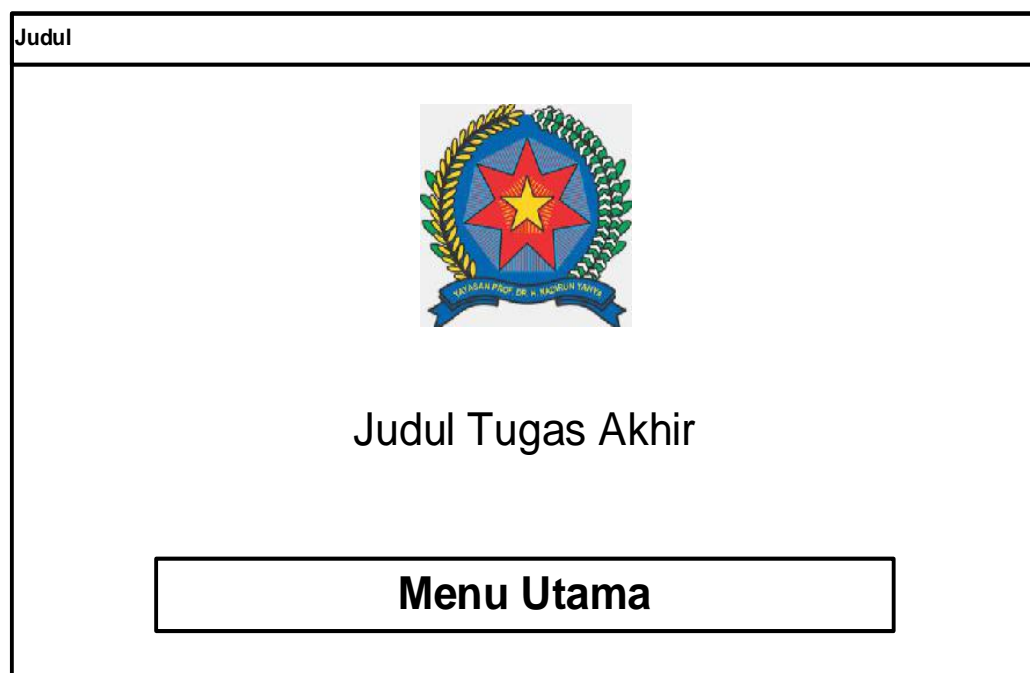 Judul
YAYASAN PROF. DR. H. KADIRUN YAHYA
Judul Tugas Akhir
Menu Utama